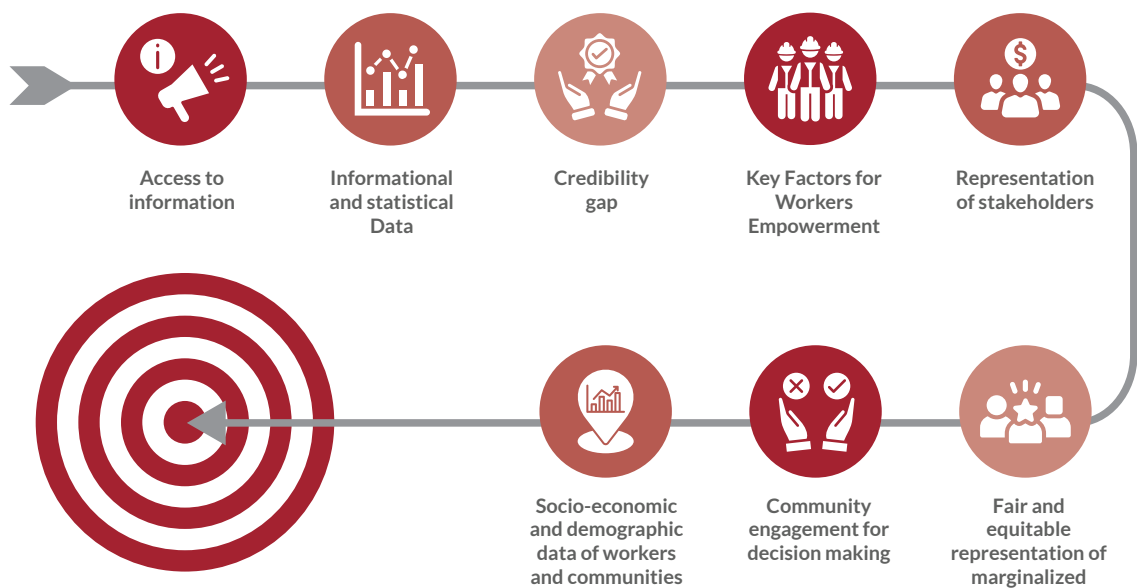 i
Access to
information
Informational
and statistical
Data
Credibility
gap
Key Factors for
Workers
Empowerment
$
Representation
of stakeholders
Socio-economic
and demographic
data of workers
and communities
Community
engagement for
decision making
Fair and
equitable
representation of
marginalized